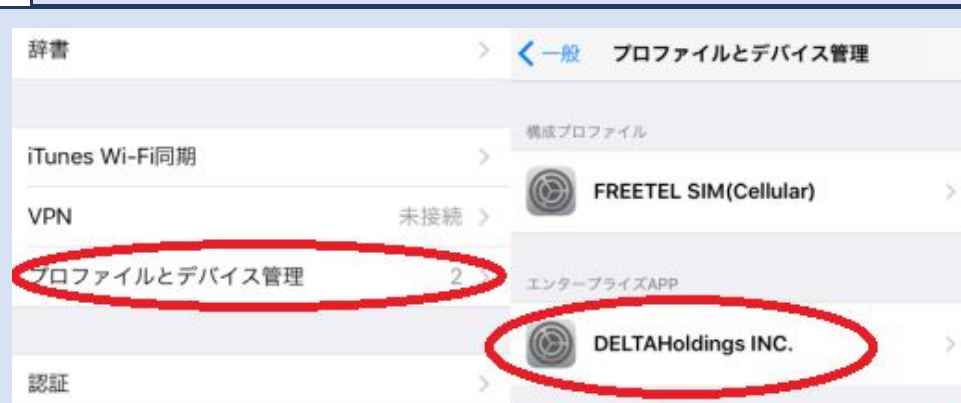 辞書
iTunes Wi-Fi同期
VPN 未接続
プロファイルとデバイス管理 2
認証
一般 プロファイルとデバイス管理
構成プロファイル
FREETEL SIM(Cellular)
エンタープライズAPP
DELTAHoldings INC.